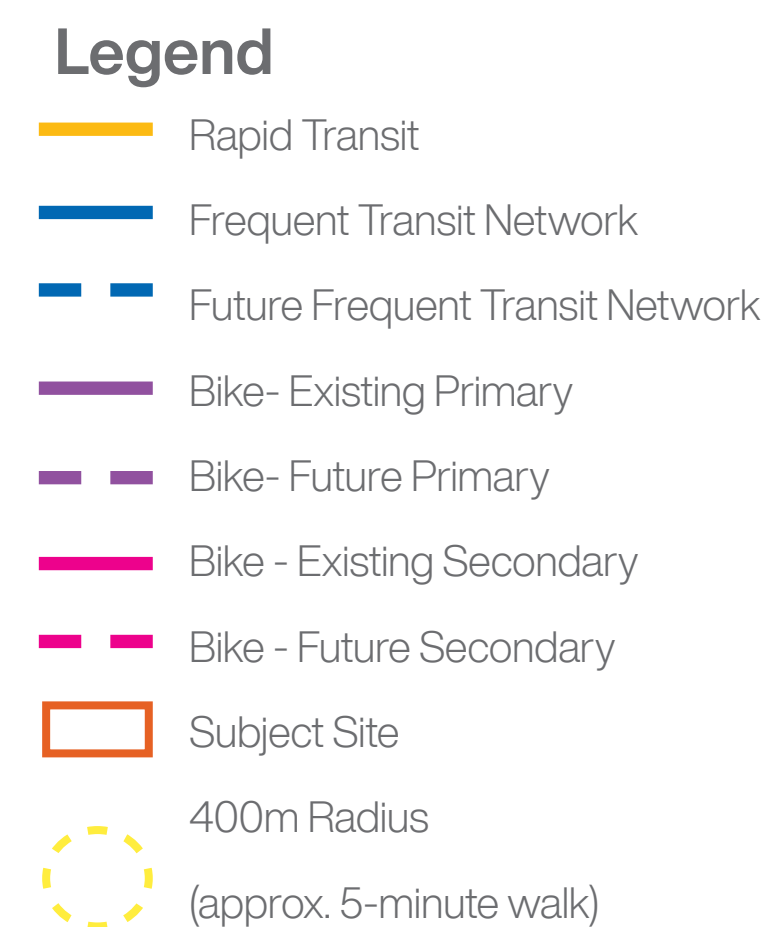 Legend
Rapid Transit
Frequent Transit Network
Future Frequent Transit Network
Bike- Existing Primary
Bike- Future Primary
Bike - Existing Secondary
Bike - Future Secondary
Subject Site
400m Radius
(approx. 5-minute walk)